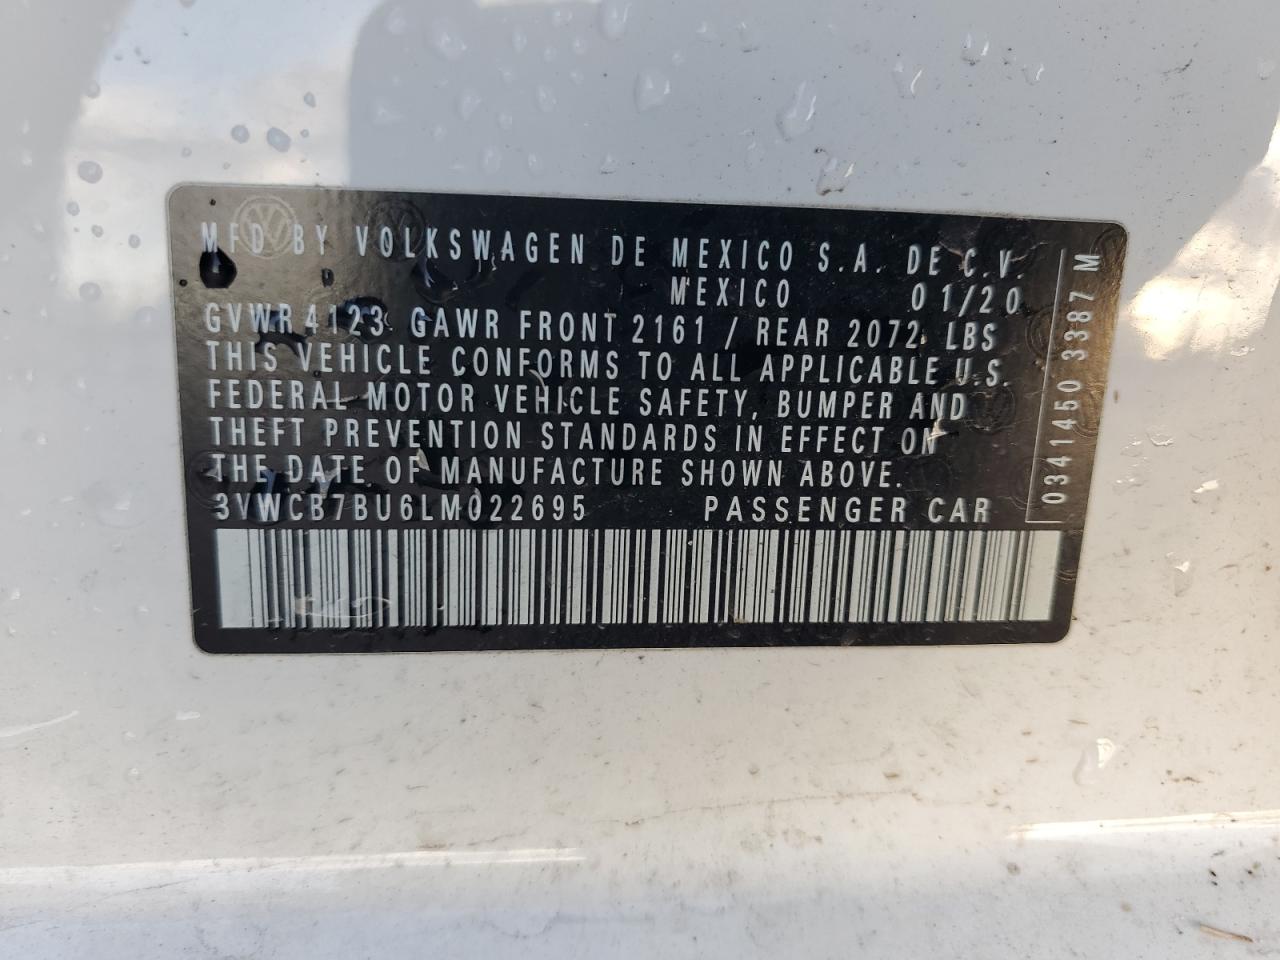 MFD BY VOLKSWAGEN DE MEXICO S.A. DE C.V.
MEXICO 01/20
GVWR 4123 GAWR FRONT 2161 / REAR 2072 LBS
THIS VEHICLE CONFORMS TO ALL APPLICABLE U.S.
FEDERAL MOTOR VEHICLE SAFETY, BUMPER AND
THEFT PREVENTION STANDARDS IN EFFECT ON
THE DATE OF MANUFACTURE SHOWN ABOVE.
3VWCB7BU6LM022695 PASSENGER CAR
0341450 3387 M